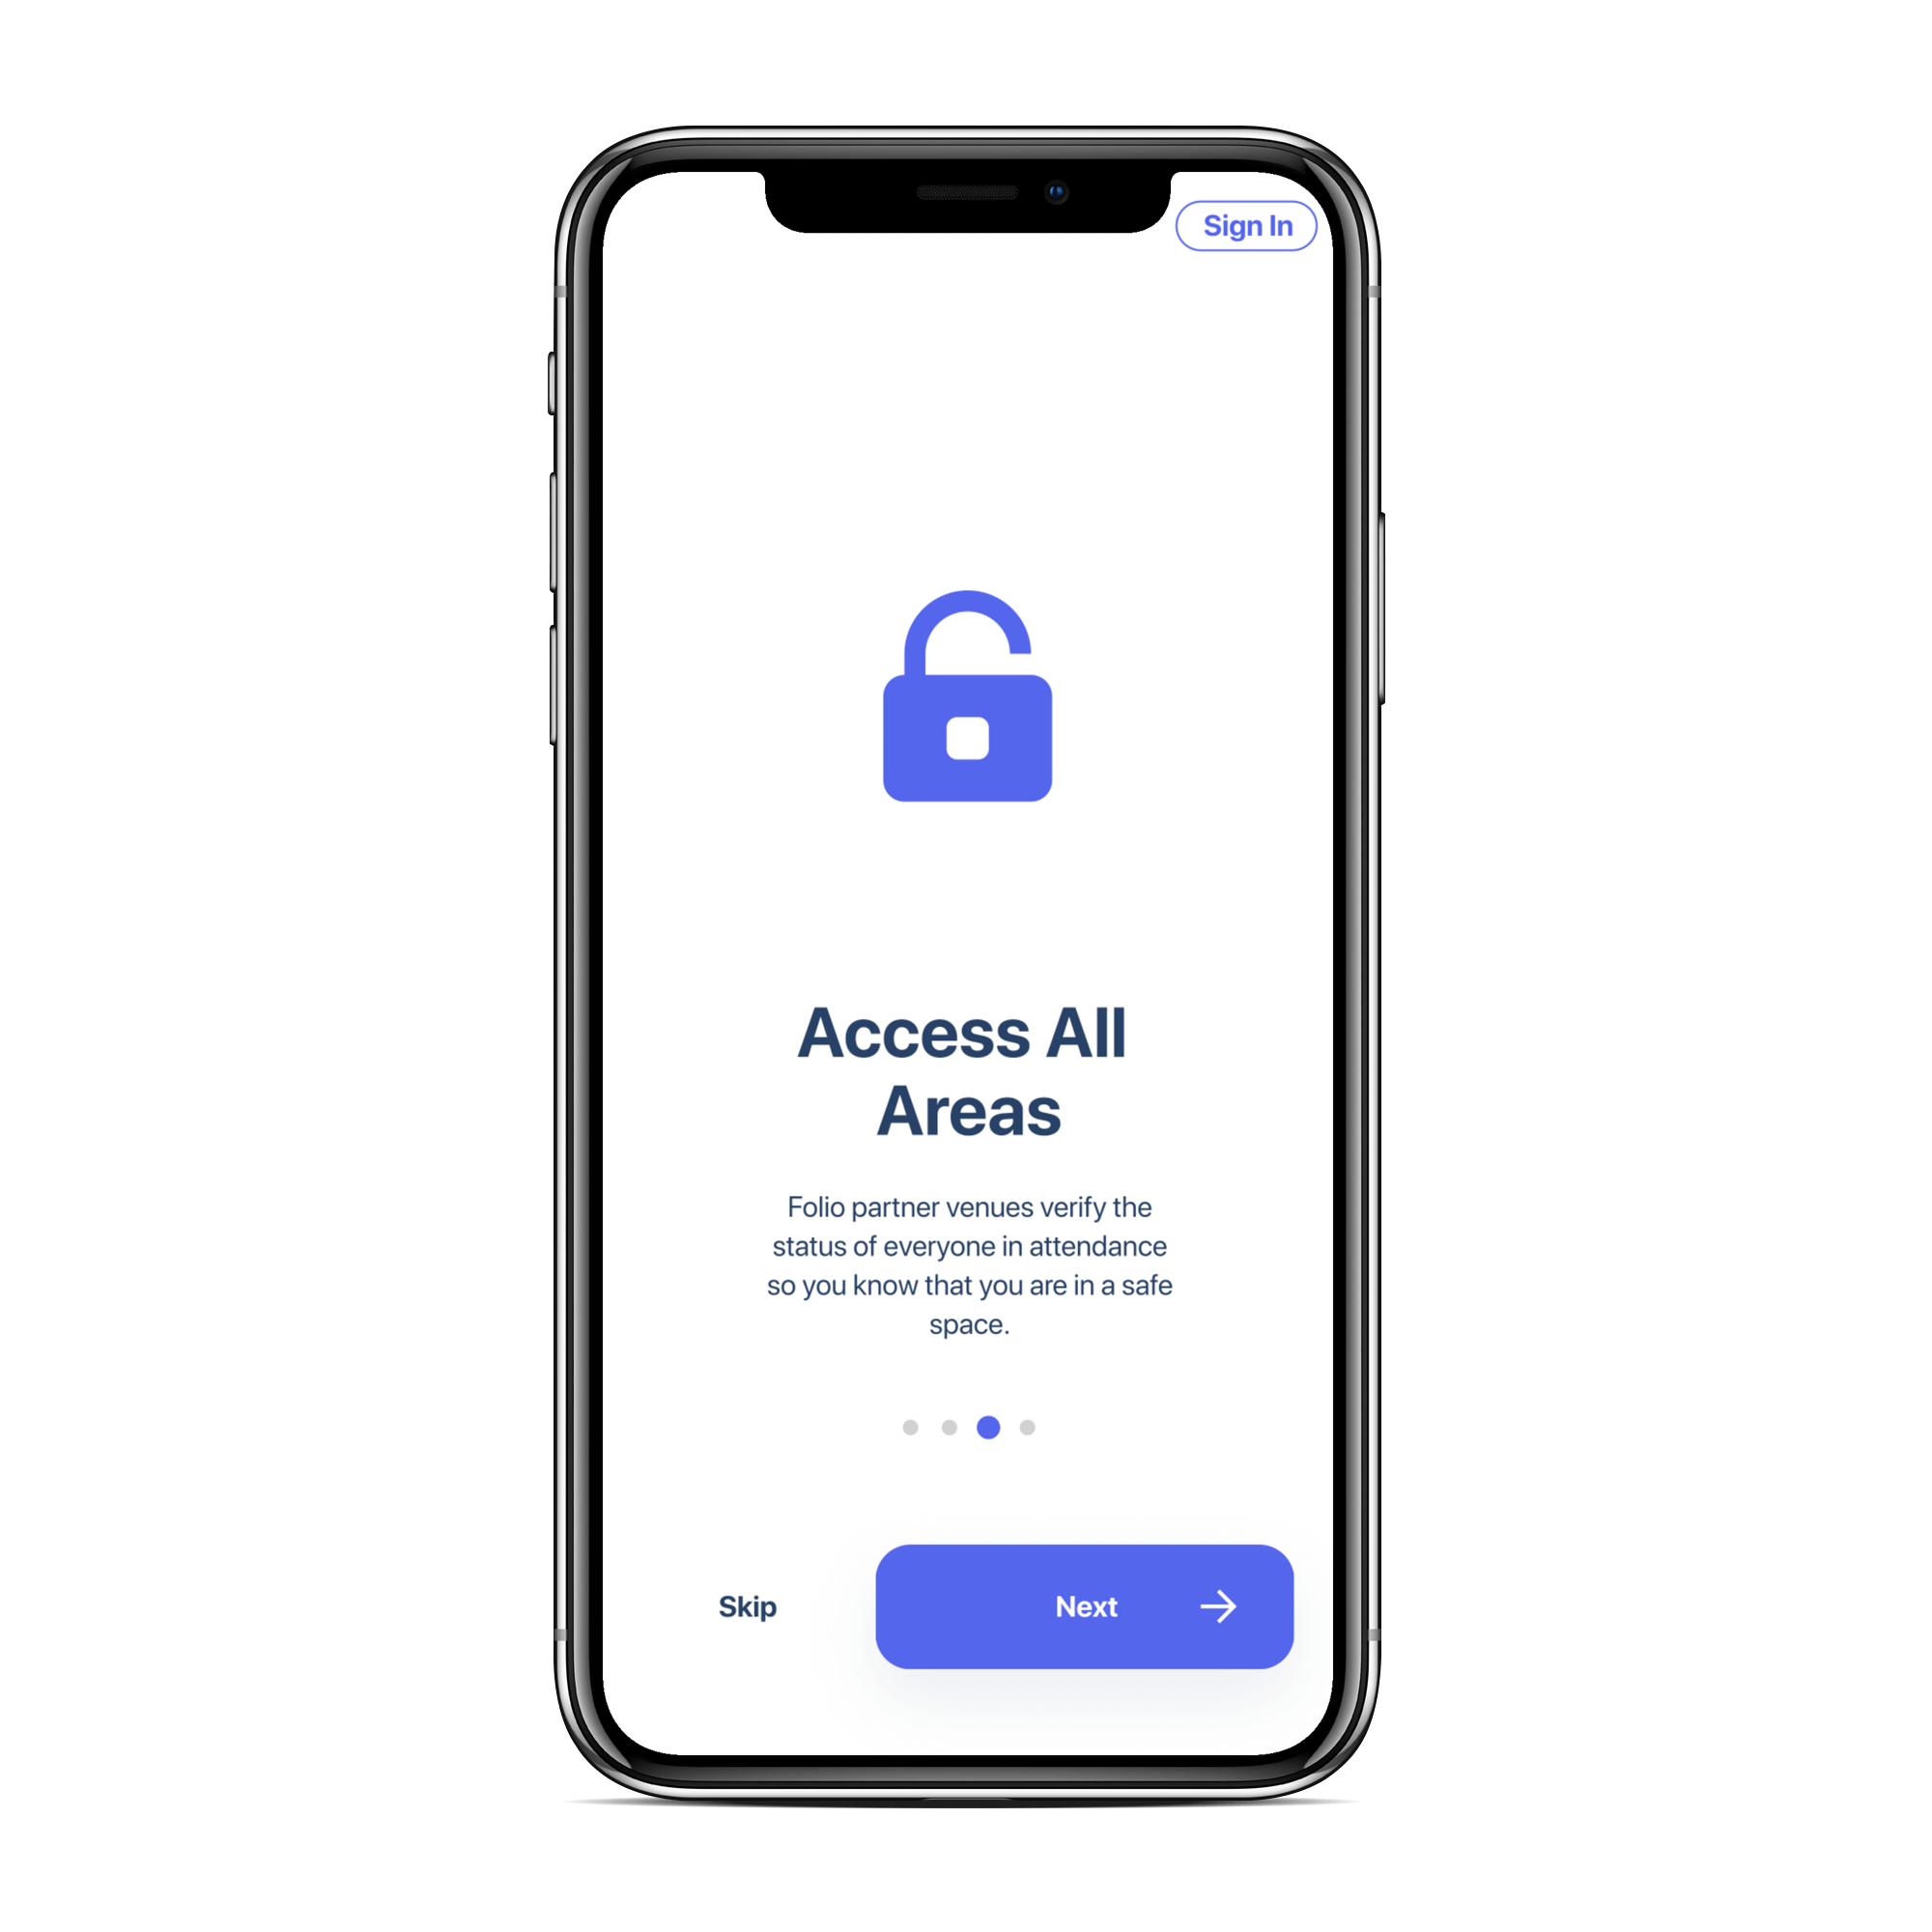 Sign In
Access All
Areas
Folio partner venues verify the
status of everyone in attendance
so you know that you are in a safe
space.
Skip
Next